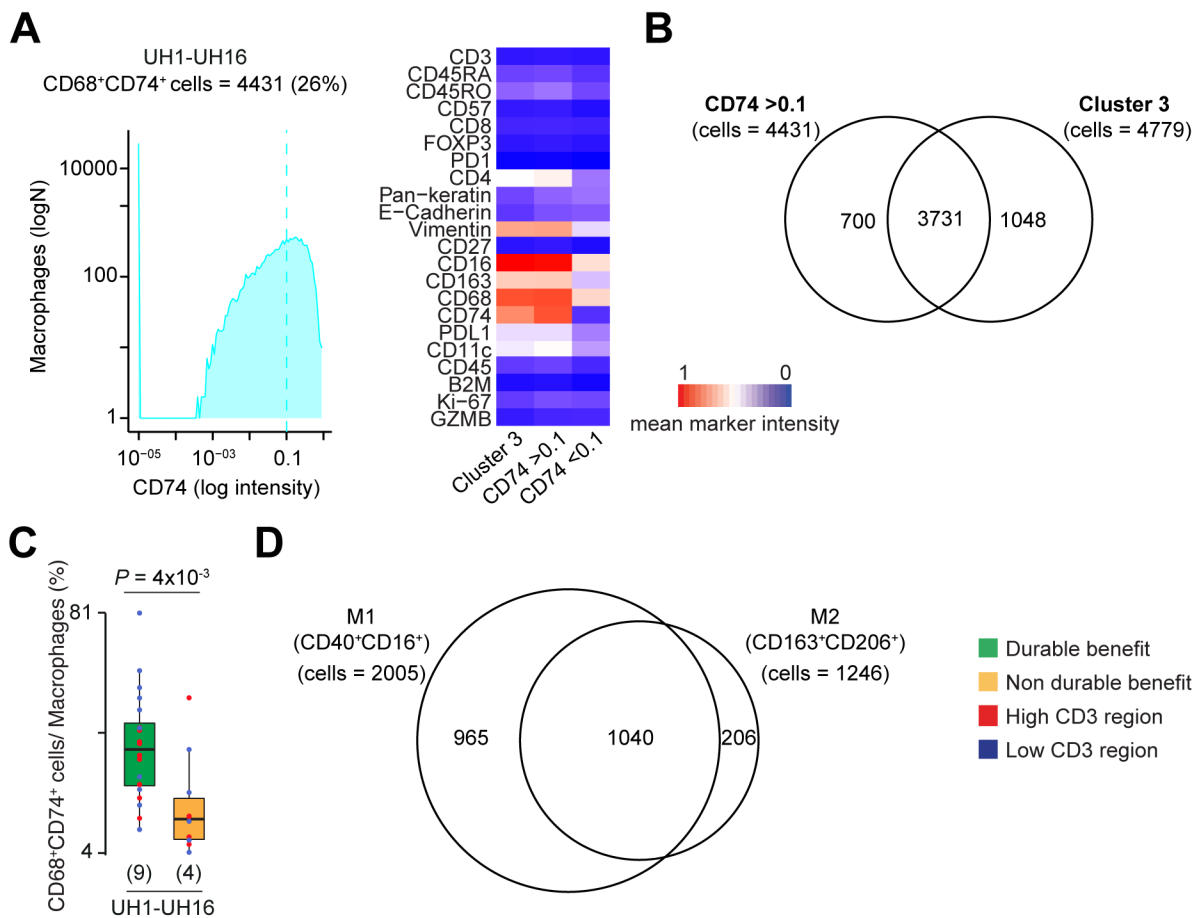 A
UH1-UH16
CD68⁺CD74⁺ cells = 4431 (26%)
Macrophages (logN)
10000
100
1
10⁻⁰⁵
10⁻⁰³
0.1
CD74 (log intensity)
CD3
CD45RA
CD45RO
CD57
CD8
FOXP3
PD1
CD4
Pan−keratin
E−Cadherin
Vimentin
CD27
CD16
CD163
CD68
CD74
PDL1
CD11c
CD45
B2M
Ki−67
GZMB
Cluster 3
CD74 >0.1
CD74 <0.1
1 0
mean marker intensity
B
CD74 >0.1
(cells = 4431)
Cluster 3
(cells = 4779)
700
3731
1048
C
CD68⁺CD74⁺ cells/ Macrophages (%)
P = 4x10⁻³
81
4
(9) (4)
UH1-UH16
D
M1
(CD40⁺CD16⁺)
(cells = 2005)
M2
(CD163⁺CD206⁺)
(cells = 1246)
965
1040
206
Durable benefit
Non durable benefit
High CD3 region
Low CD3 region